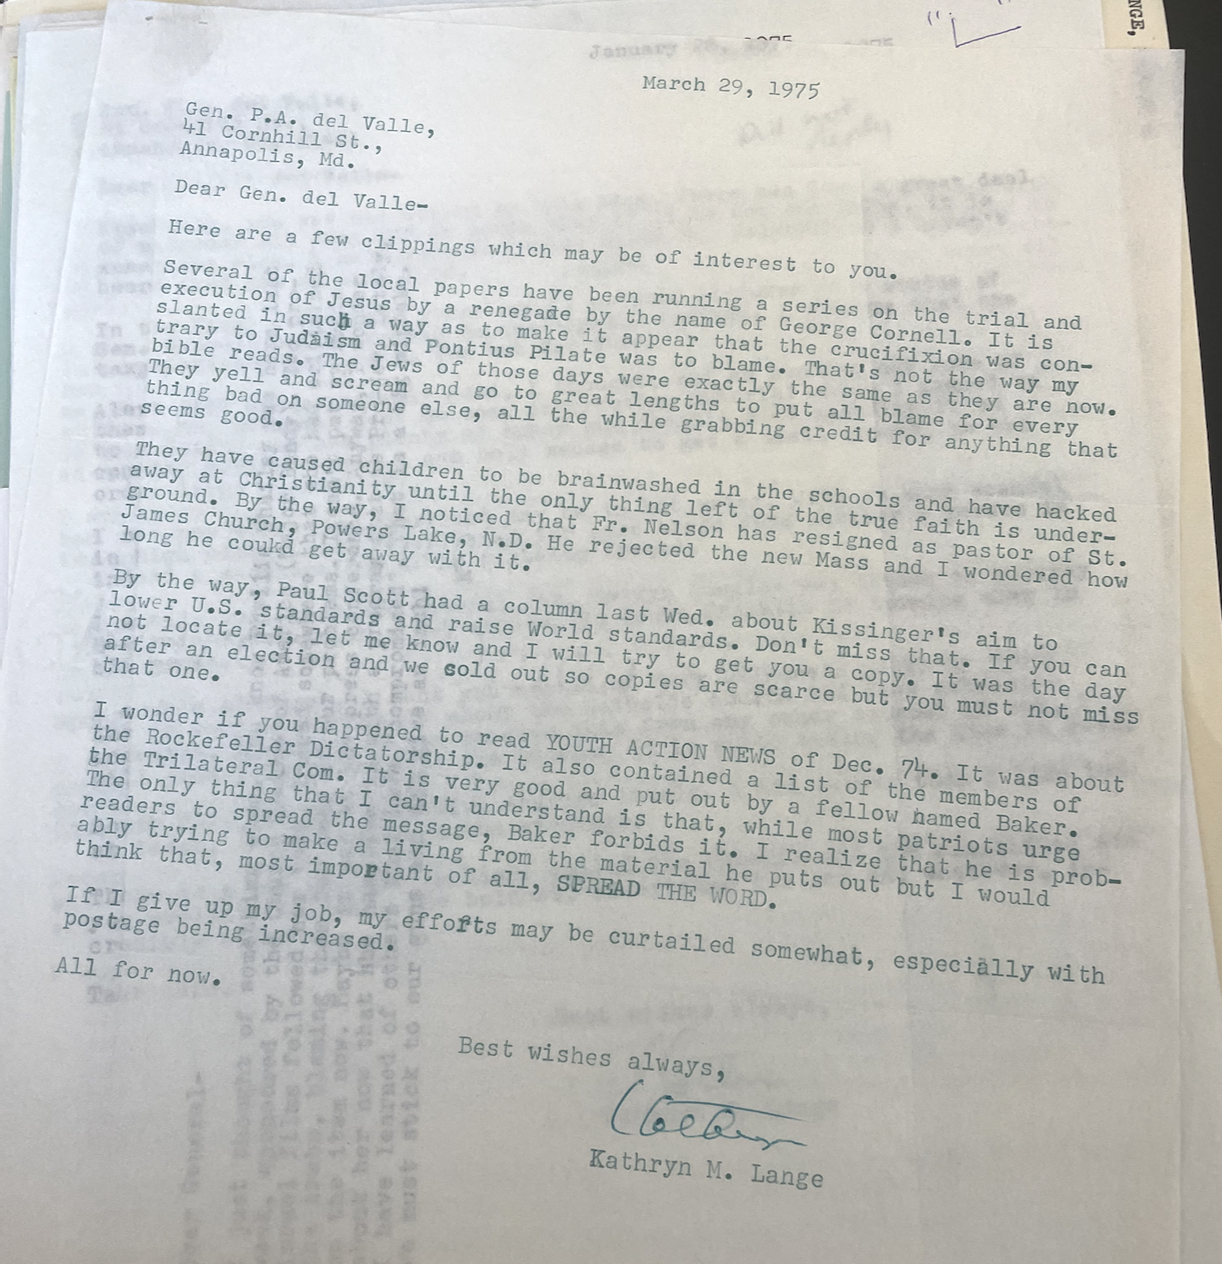 "L"
NGE,
January
March 29, 1975
Gen. P.A. del Valle,
41 Cornhill St.,
Annapolis, Md.
Dear Gen. del Valle-
Here are a few clippings which may be of interest to you.
Several of the local papers have been running a series on the trial and
execution of Jesus by a renegade by the name of George Cornell. It is
slanted in such a way as to make it appear that the crucifixion was con-
trary to Judaism and Pontius Pilate was to blame. That's not the way my
bible reads. The Jews of those days were exactly the same as they are now.
They yell and scream and go to great lengths to put all blame for every
thing bad on someone else, all the while grabbing credit for anything that
seems good.
They have caused children to be brainwashed in the schools and have hacked
away at Christianity until the only thing left of the true faith is under-
ground. By the way, I noticed that Fr. Nelson has resigned as pastor of St.
James Church, Powers Lake, N.D. He rejected the new Mass and I wondered how
long he coukd get away with it.
By the way, Paul Scott had a column last Wed. about Kissinger's aim to
lower U.S. standards and raise World standards. Don't miss that. If you can
not locate it, let me know and I will try to get you a copy. It was the day
after an election and we sold out so copies are scarce but you must not miss
that one.
I wonder if you happened to read YOUTH ACTION NEWS of Dec. 74. It was about
the Rockefeller Dictatorship. It also contained a list of the members of
the Trilateral Com. It is very good and put out by a fellow named Baker.
The only thing that I can't understand is that, while most patriots urge
readers to spread the message, Baker forbids it. I realize that he is prob-
ably trying to make a living from the material he puts out but I would
think that, most important of all, SPREAD THE WORD.
If I give up my job, my efforts may be curtailed somewhat, especially with
postage being increased.
All for now.
Best wishes always,
Kathryn M. Lange